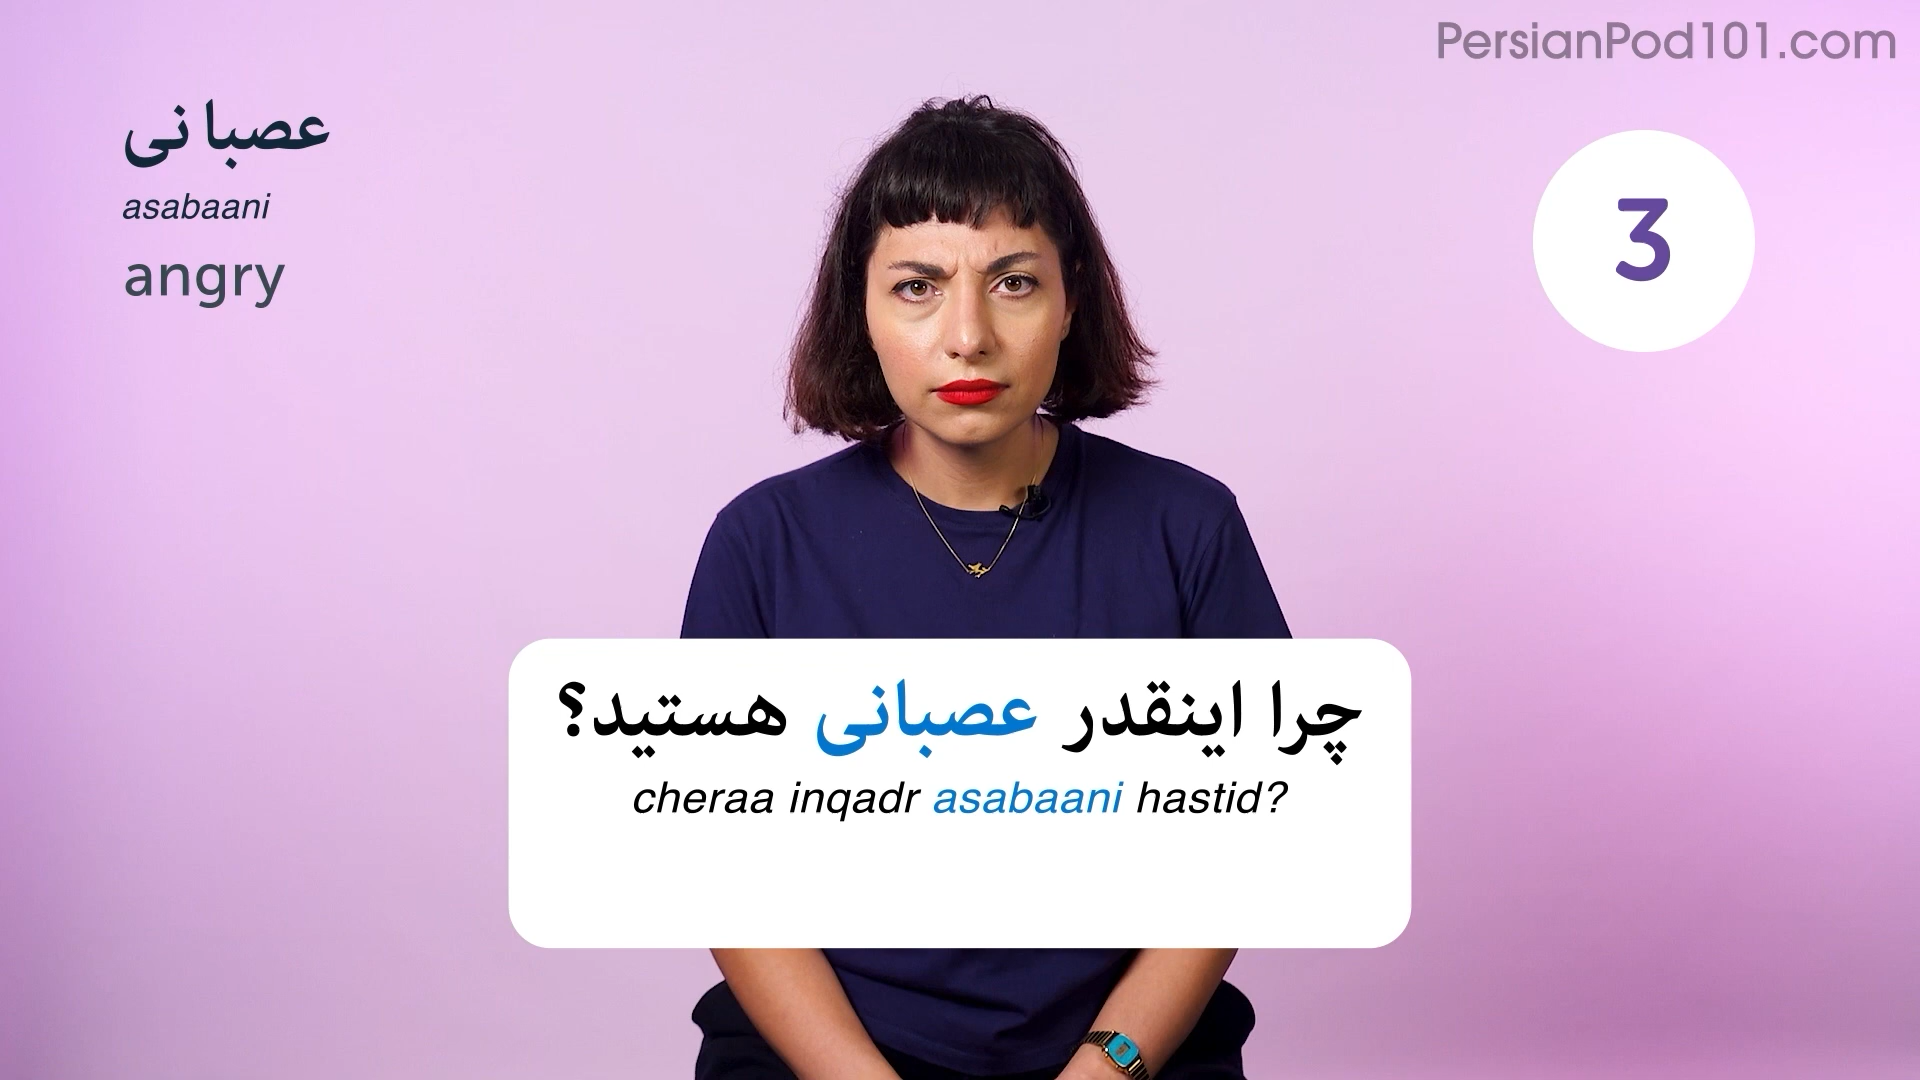 PersianPod101.com
عصبانی
asabaani
angry
3
چرا اینقدر عصبانی هستید؟
cheraa inqadr asabaani hastid?